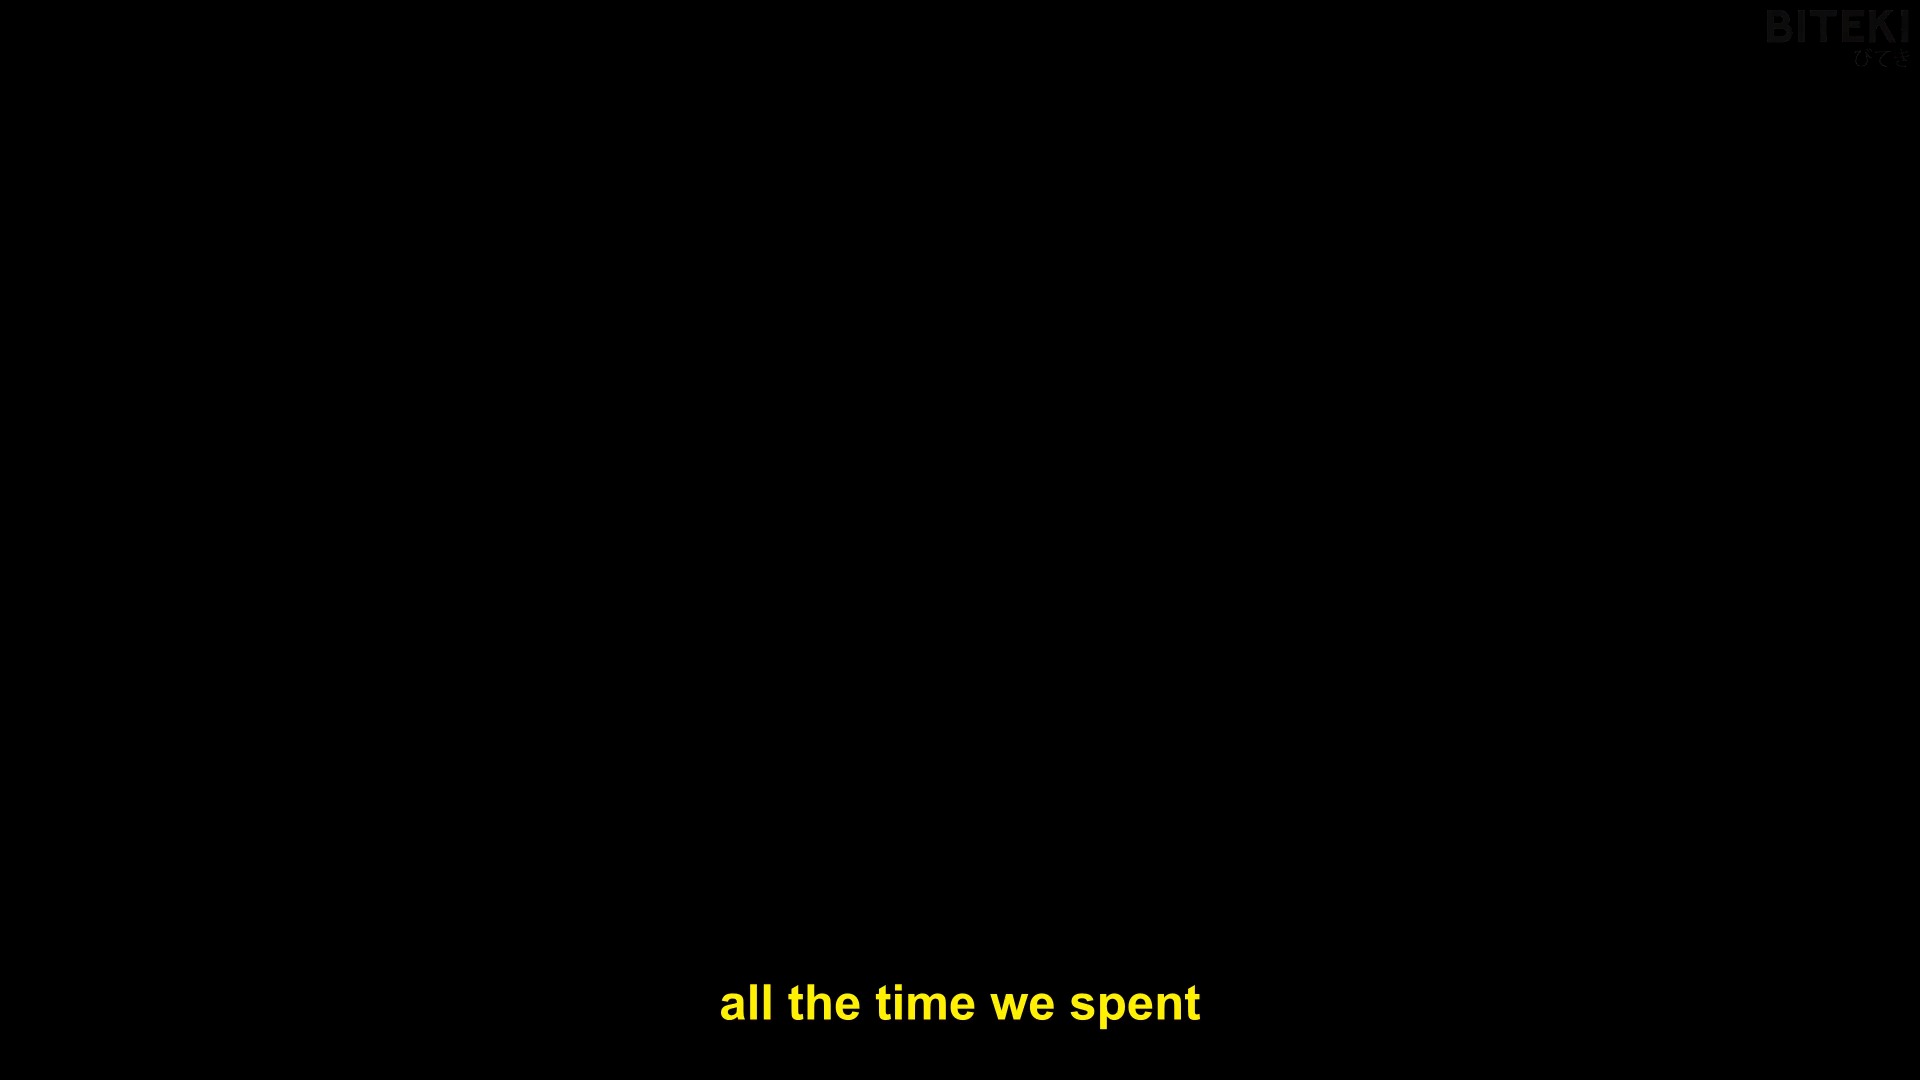 BITEKI
びてき
all the time we spent